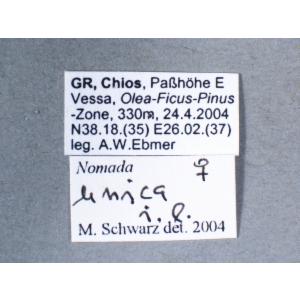 GR, Chios, Paßhöhe E
Vessa, Olea-Ficus-Pinus
-Zone, 330m, 24.4.2004
N38.18.(35) E26.02.(37)
leg. A.W.Ebmer
Nomada ♀
unica
i. l.
M. Schwarz det. 2004